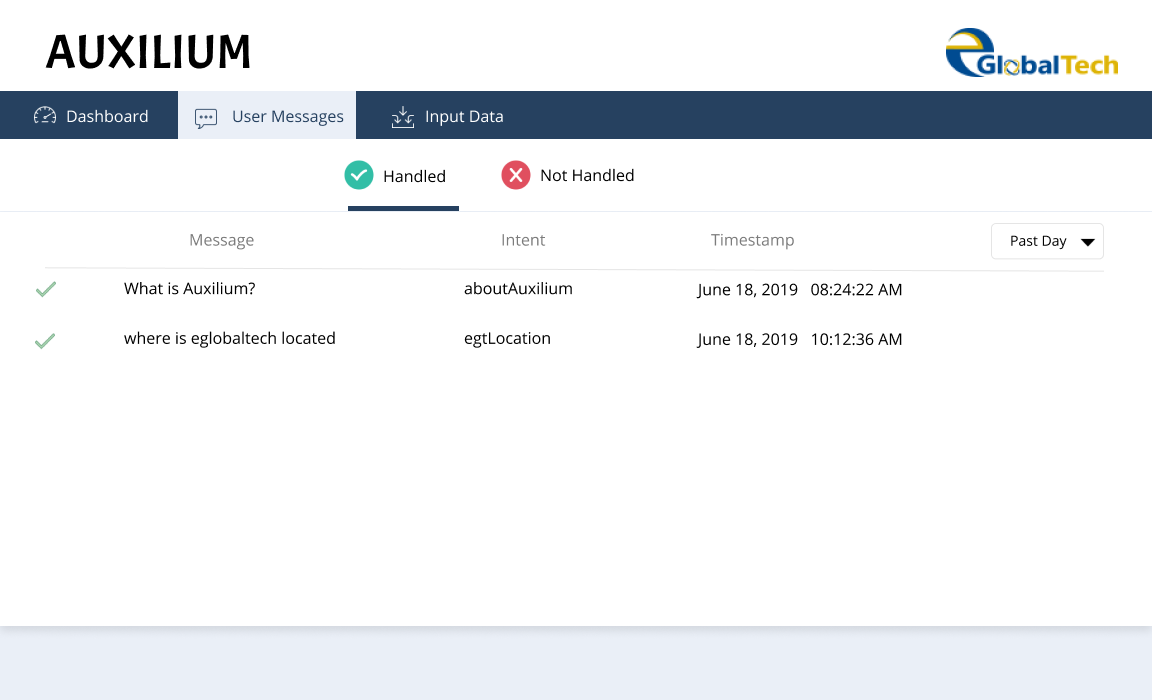 AUXILIUM
eGlobalTech
Dashboard User Messages Input Data
Handled Not Handled
Message Intent Timestamp Past Day
What is Auxilium? aboutAuxilium June 18, 2019 08:24:22 AM
where is eglobaltech located egtLocation June 18, 2019 10:12:36 AM